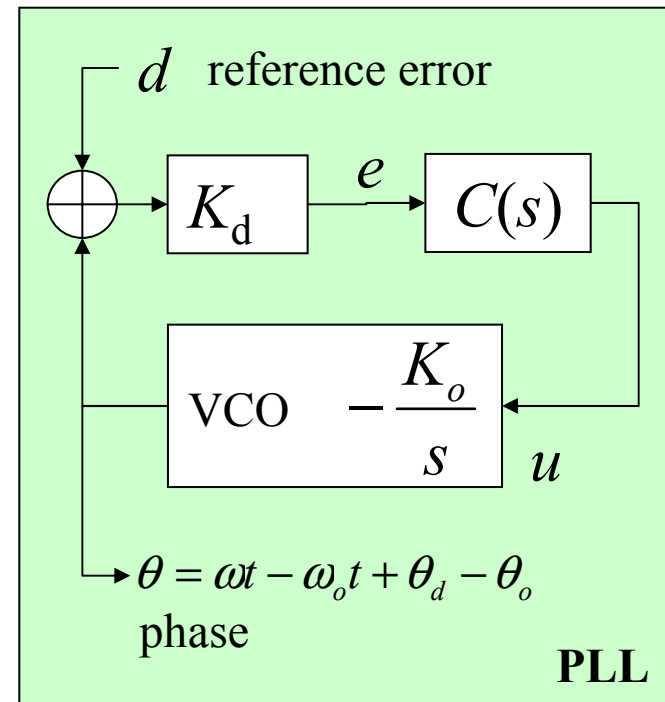 d reference error
K_d
e
C(s)
VCO −K_o/s
u
θ = ωt − ω_o t + θ_d − θ_o
phase
PLL